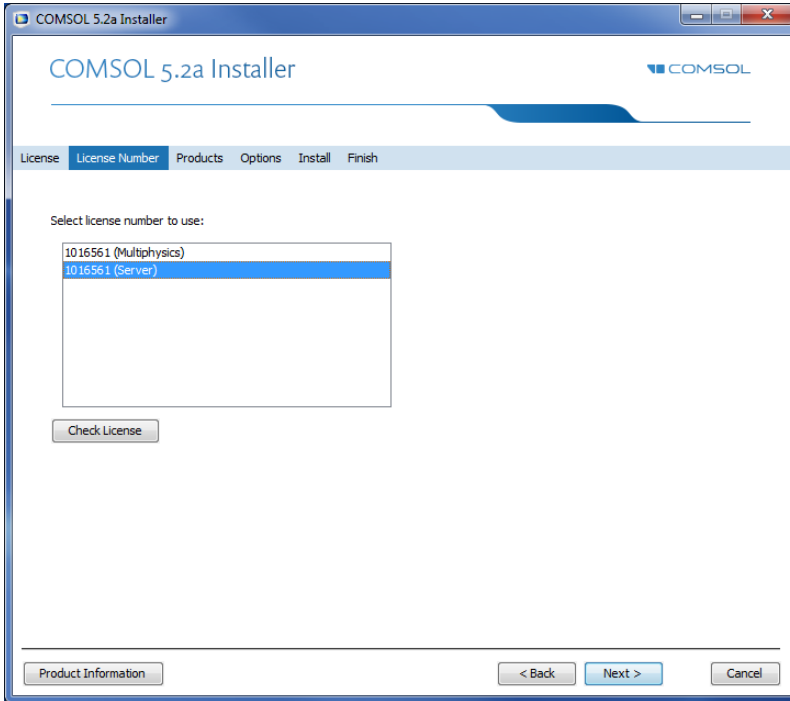 COMSOL 5.2a Installer
COMSOL 5.2a Installer
COMSOL
License License Number Products Options Install Finish
Select license number to use:
1016561 (Multiphysics)
1016561 (Server)
Check License
Product Information < Back Next > Cancel